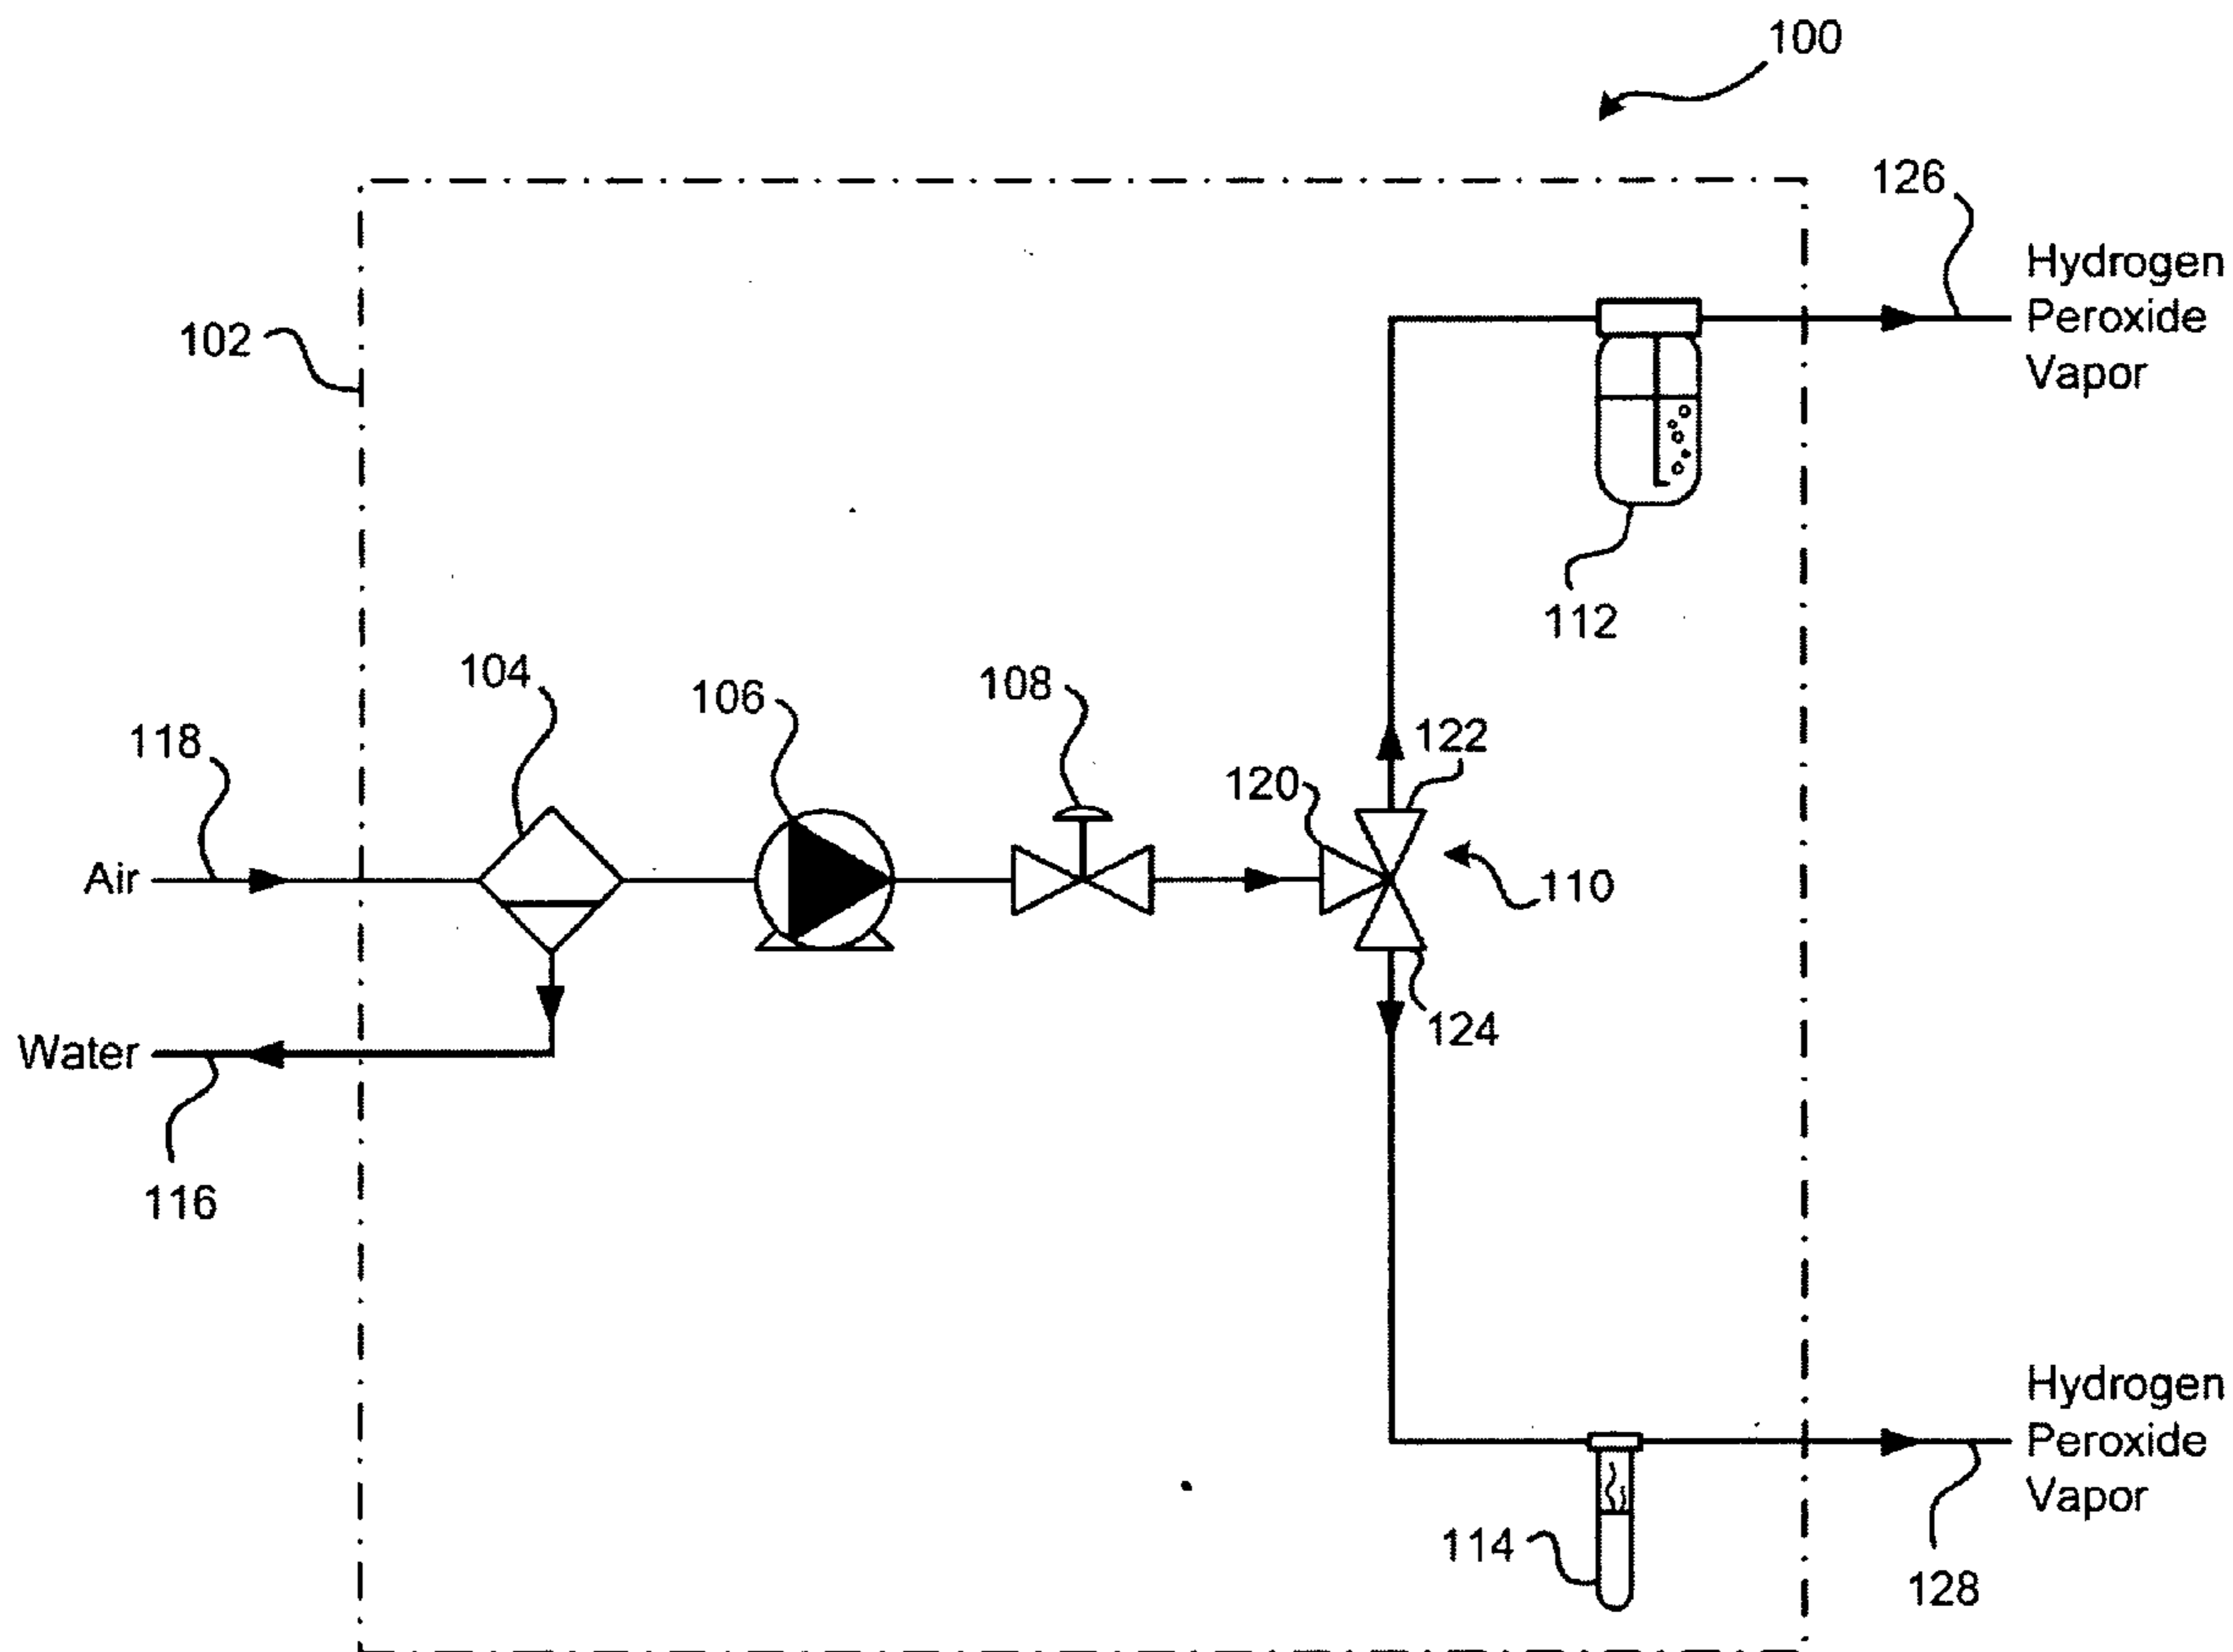 100
126
Hydrogen
Peroxide
Vapor
102
112
104
106
108
118
122
120
Air
110
124
Water
116
Hydrogen
Peroxide
Vapor
114
128